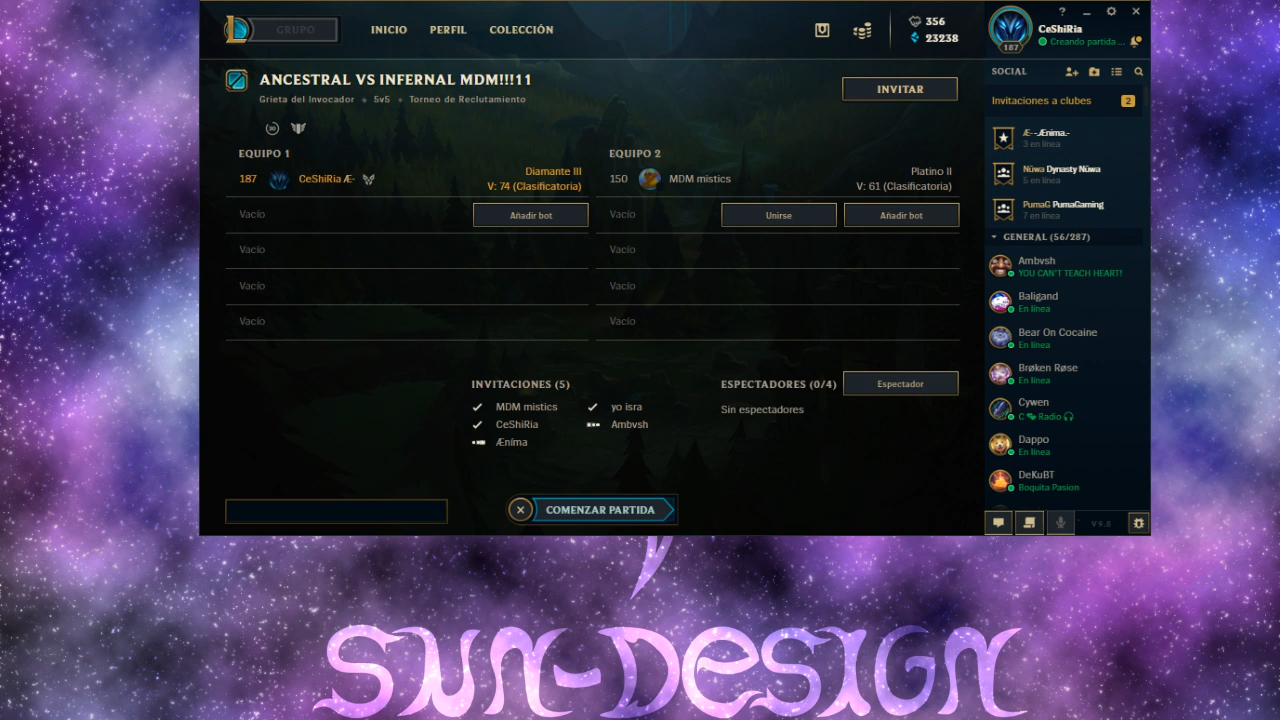 GRUPO
INICIO PERFIL COLECCIÓN
356
23238
?
187
CeShiRia
Creando partida ...
ANCESTRAL VS INFERNAL MDM!!!11
Grieta del Invocador • 5v5 • Torneo de Reclutamiento
INVITAR
30
EQUIPO 1
187 CeShiRia Æ-
Diamante III
V: 74 (Clasificatoria)
Vacío Añadir bot
Vacío
Vacío
Vacío
EQUIPO 2
150 MDM mistics
Platino II
V: 61 (Clasificatoria)
Vacío Unirse Añadir bot
Vacío
Vacío
Vacío
INVITACIONES (5)
MDM mistics yo isra
CeShiRia Ambvsh
Æníma
ESPECTADORES (0/4) Espectador
Sin espectadores
COMENZAR PARTIDA
SOCIAL
Invitaciones a clubes 2
Æ- -Ænima.-
3 en línea
Nüwa Dynasty Nüwa
5 en línea
PumaG PumaGaming
7 en línea
GENERAL (56/287)
Ambvsh
YOU CAN'T TEACH HEART!
Baligand
En línea
Bear On Cocaine
En línea
Brøken Røse
En línea
Cywen
C Radio
Dappo
En línea
DeKuBT
Boquita Pasion
V9.8
SUN-DESIGN